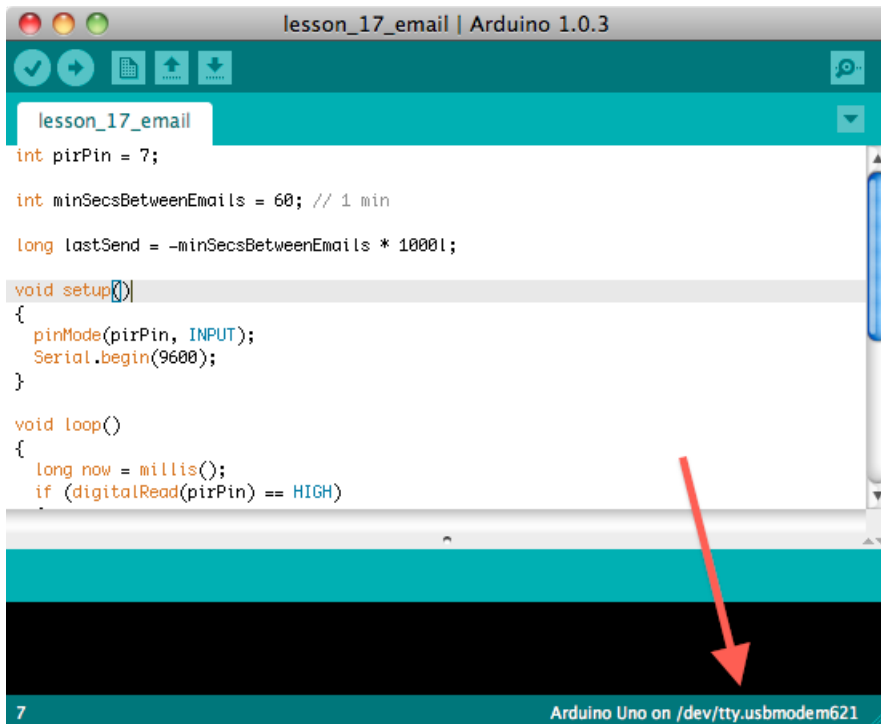 lesson_17_email | Arduino 1.0.3
lesson_17_email
int pirPin = 7;
int minSecsBetweenEmails = 60; // 1 min
long lastSend = -minSecsBetweenEmails * 1000l;
void setup()
{
  pinMode(pirPin, INPUT);
  Serial.begin(9600);
}
void loop()
{
  long now = millis();
  if (digitalRead(pirPin) == HIGH)
7
Arduino Uno on /dev/tty.usbmodem621